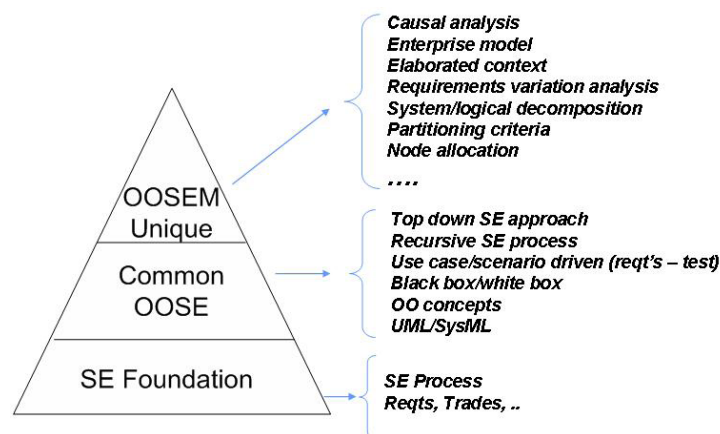 OOSEM
Unique
Causal analysis
Enterprise model
Elaborated context
Requirements variation analysis
System/logical decomposition
Partitioning criteria
Node allocation
....
Common
OOSE
Top down SE approach
Recursive SE process
Use case/scenario driven (reqt's – test)
Black box/white box
OO concepts
UML/SysML
SE Foundation
SE Process
Reqts, Trades, ..